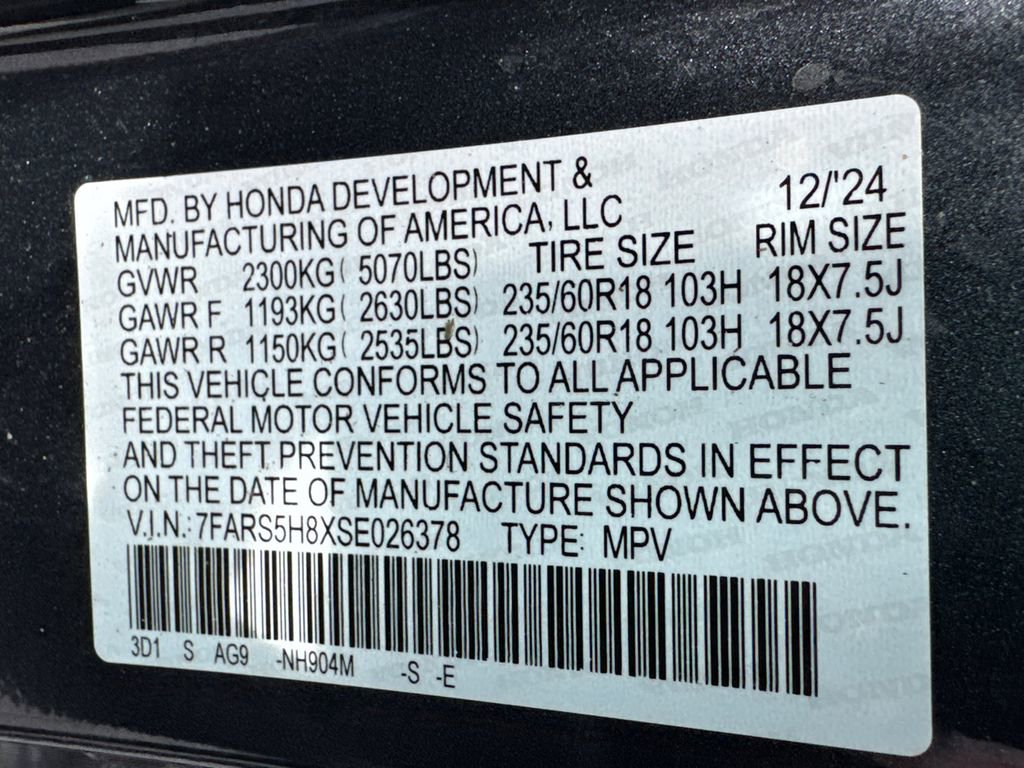 MFD. BY HONDA DEVELOPMENT & 12/'24
MANUFACTURING OF AMERICA, LLC
GVWR 2300KG( 5070LBS) TIRE SIZE RIM SIZE
GAWR F 1193KG( 2630LBS) 235/60R18 103H 18X7.5J
GAWR R 1150KG( 2535LBS) 235/60R18 103H 18X7.5J
THIS VEHICLE CONFORMS TO ALL APPLICABLE
FEDERAL MOTOR VEHICLE SAFETY
AND THEFT PREVENTION STANDARDS IN EFFECT
ON THE DATE OF MANUFACTURE SHOWN ABOVE.
V.I.N.: 7FARS5H8XSE026378 TYPE: MPV
3D1 S AG9 -NH904M -S -E